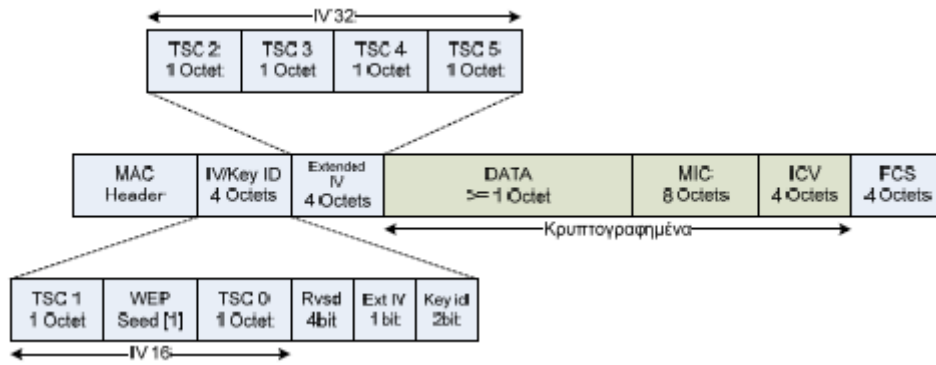 IV 32
TSC 2 TSC 3 TSC 4 TSC 5
1 Octet 1 Octet 1 Octet 1 Octet
MAC Header
IV/Key ID 4 Octets
Extended IV 4 Octets
DATA >= 1 Octet
MIC 8 Octets
ICV 4 Octets
FCS 4 Octets
Κρυπτογραφημένα
TSC 1 1 Octet
WEP Seed [1]
TSC 0 1 Octet
Rvsd 4bit
Ext IV 1 bit
Key id 2bit
IV 16